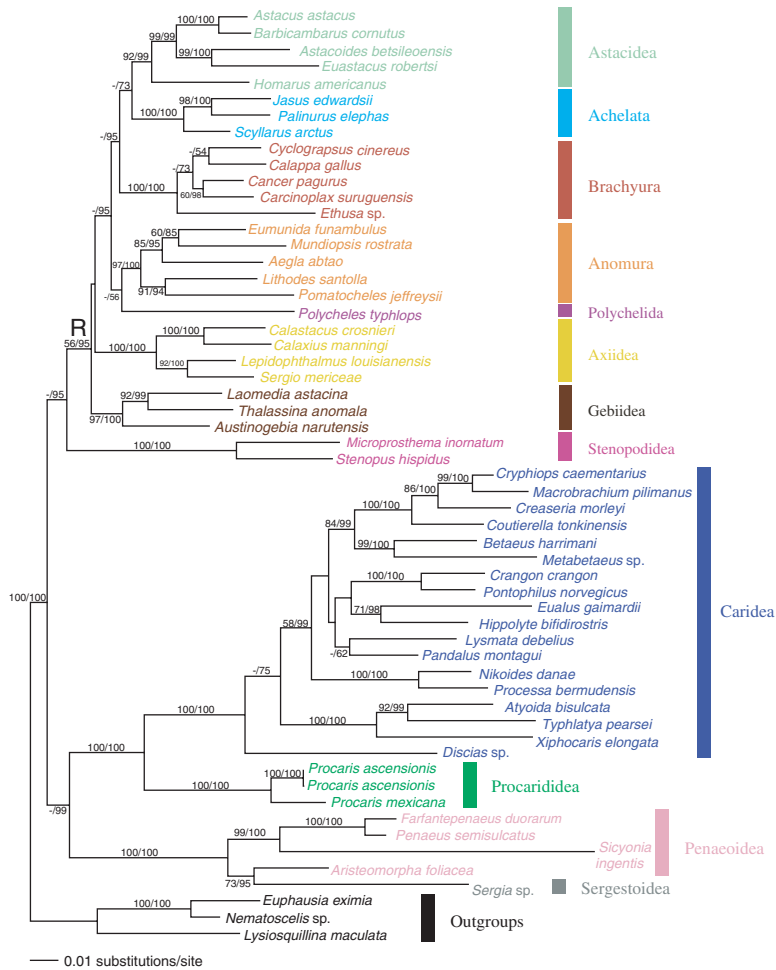 100/100 Astacus astacus
99/99 Barbicambarus cornutus
92/99 99/100 Astacoides betsileoensis Astacidea
Euastacus robertsi
-/73 Homarus americanus
98/100 Jasus edwardsii
100/100 Palinurus elephas Achelata
-/95 Scyllarus arctus
-/54 Cyclograpsus cinereus
-/73 Calappa gallus
100/100 Cancer pagurus Brachyura
60/98 Carcinoplax suruguensis
-/95 Ethusa sp.
60/85 Eumunida funambulus
85/95 Mundiopsis rostrata
97/100 Aegla abtao Anomura
91/94 Lithodes santolla
-/56 Pomatocheles jeffreysii
Polycheles typhlops Polychelida
R 100/100 Calastacus crosnieri
56/95 100/100 Calaxius manningi
92/100 Lepidophthalmus louisianensis Axiidea
Sergio mericeae
-/95 92/99 Laomedia astacina
Thalassina anomala Gebiidea
97/100 Austinogebia narutensis
100/100 Microprosthema inornatum
Stenopus hispidus Stenopodidea
99/100 Cryphiops caementarius
86/100 Macrobrachium pilimanus
100/100 Creaseria morleyi
84/99 Coutierella tonkinensis
99/100 Betaeus harrimani
Metabetaeus sp.
100/100 Crangon crangon
100/100 Pontophilus norvegicus
71/98 Eualus gaimardii
58/99 Hippolyte bifidirostris Caridea
Lysmata debelius
-/62 Pandalus montagui
-/75 100/100 Nikoides danae
Processa bermudensis
92/99 Atyoida bisulcata
100/100 Typhlatya pearsei
100/100 Xiphocaris elongata
Discias sp.
100/100 Procaris ascensionis
100/100 Procaris ascensionis Procarididea
Procaris mexicana
-/99 100/100 Farfantepenaeus duorarum
99/100 Penaeus semisulcatus
Sicyonia Penaeoidea
100/100 ingentis
Aristeomorpha foliacea
73/95 Sergia sp. Sergestoidea
100/100 Euphausia eximia
Nematoscelis sp. Outgroups
Lysiosquillina maculata
0.01 substitutions/site